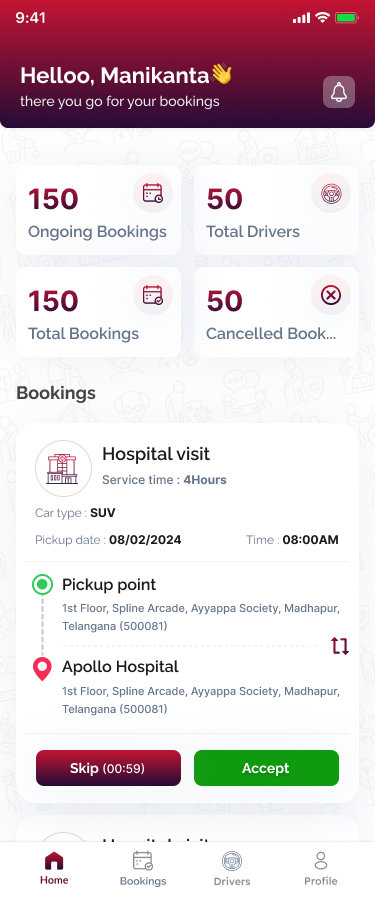 9:41
Helloo, Manikanta👋
there you go for your bookings
150
Ongoing Bookings
50
Total Drivers
150
Total Bookings
50
Cancelled Book...
Bookings
Hospital visit
Service time : 4Hours
Car type : SUV
Pickup date : 08/02/2024
Time : 08:00AM
Pickup point
1st Floor, Spline Arcade, Ayyappa Society, Madhapur,
Telangana (500081)
Apollo Hospital
1st Floor, Spline Arcade, Ayyappa Society, Madhapur,
Telangana (500081)
Skip (00:59)
Accept
Home
Bookings
Drivers
Profile